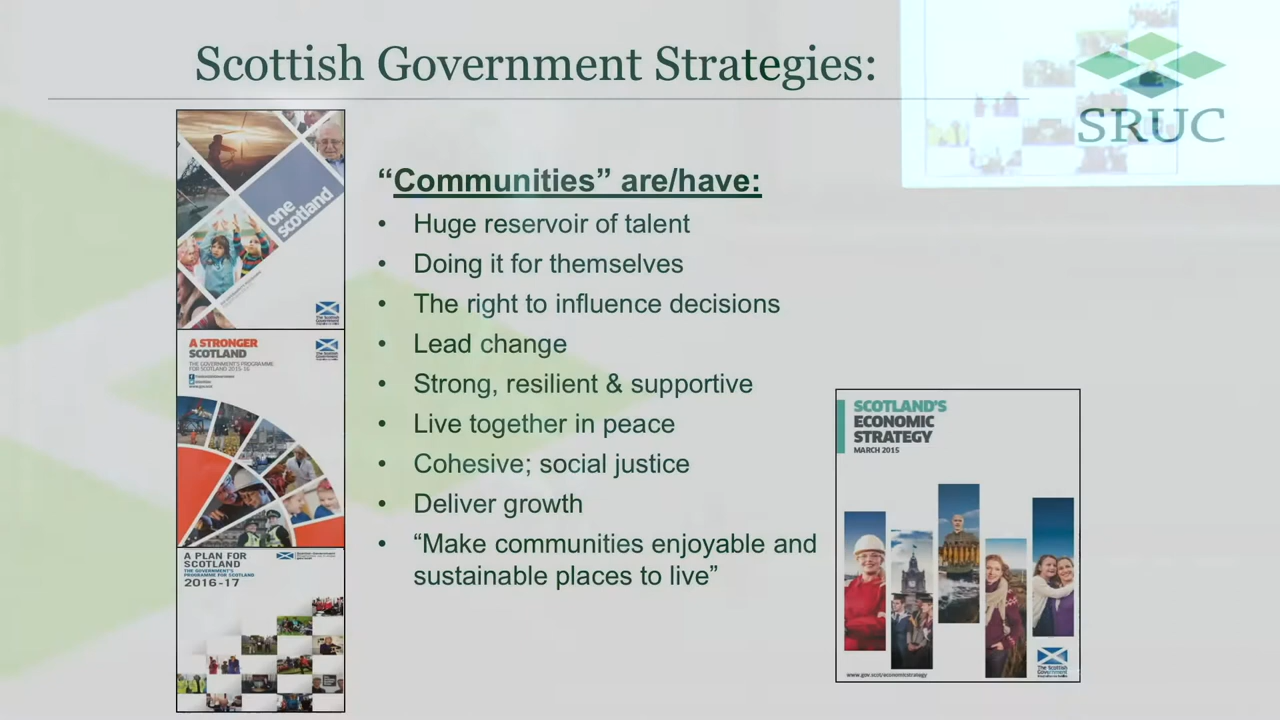 Scottish Government Strategies:
SRUC
one
scotland
A STRONGER
SCOTLAND
THE GOVERNMENT'S PROGRAMME
FOR SCOTLAND 2015-16
A PLAN FOR
SCOTLAND
THE GOVERNMENT'S
PROGRAMME FOR SCOTLAND
2016-17
“Communities” are/have:
• Huge reservoir of talent
• Doing it for themselves
• The right to influence decisions
• Lead change
• Strong, resilient & supportive
• Live together in peace
• Cohesive; social justice
• Deliver growth
• “Make communities enjoyable and
sustainable places to live”
SCOTLAND'S
ECONOMIC
STRATEGY
MARCH 2015
www.gov.scot/economicstrategy
The Scottish
Government